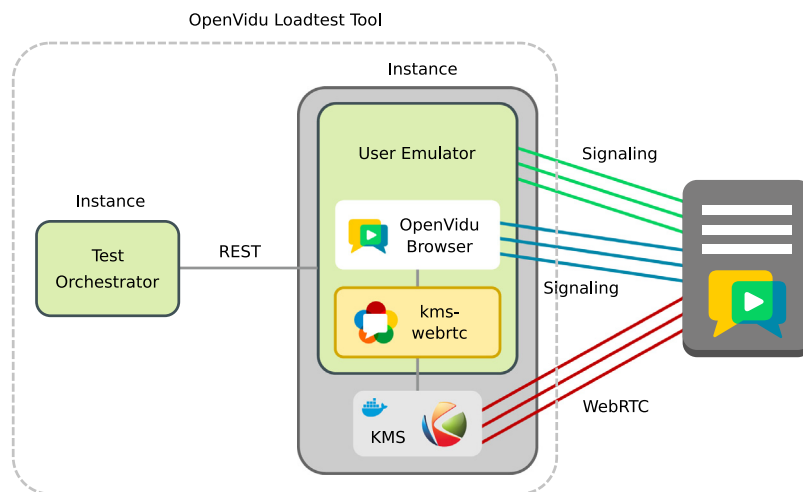 OpenVidu Loadtest Tool
Instance
User Emulator
Signaling
Instance
OpenVidu
Browser
Test
Orchestrator
REST
Signaling
kms-
webrtc
WebRTC
KMS